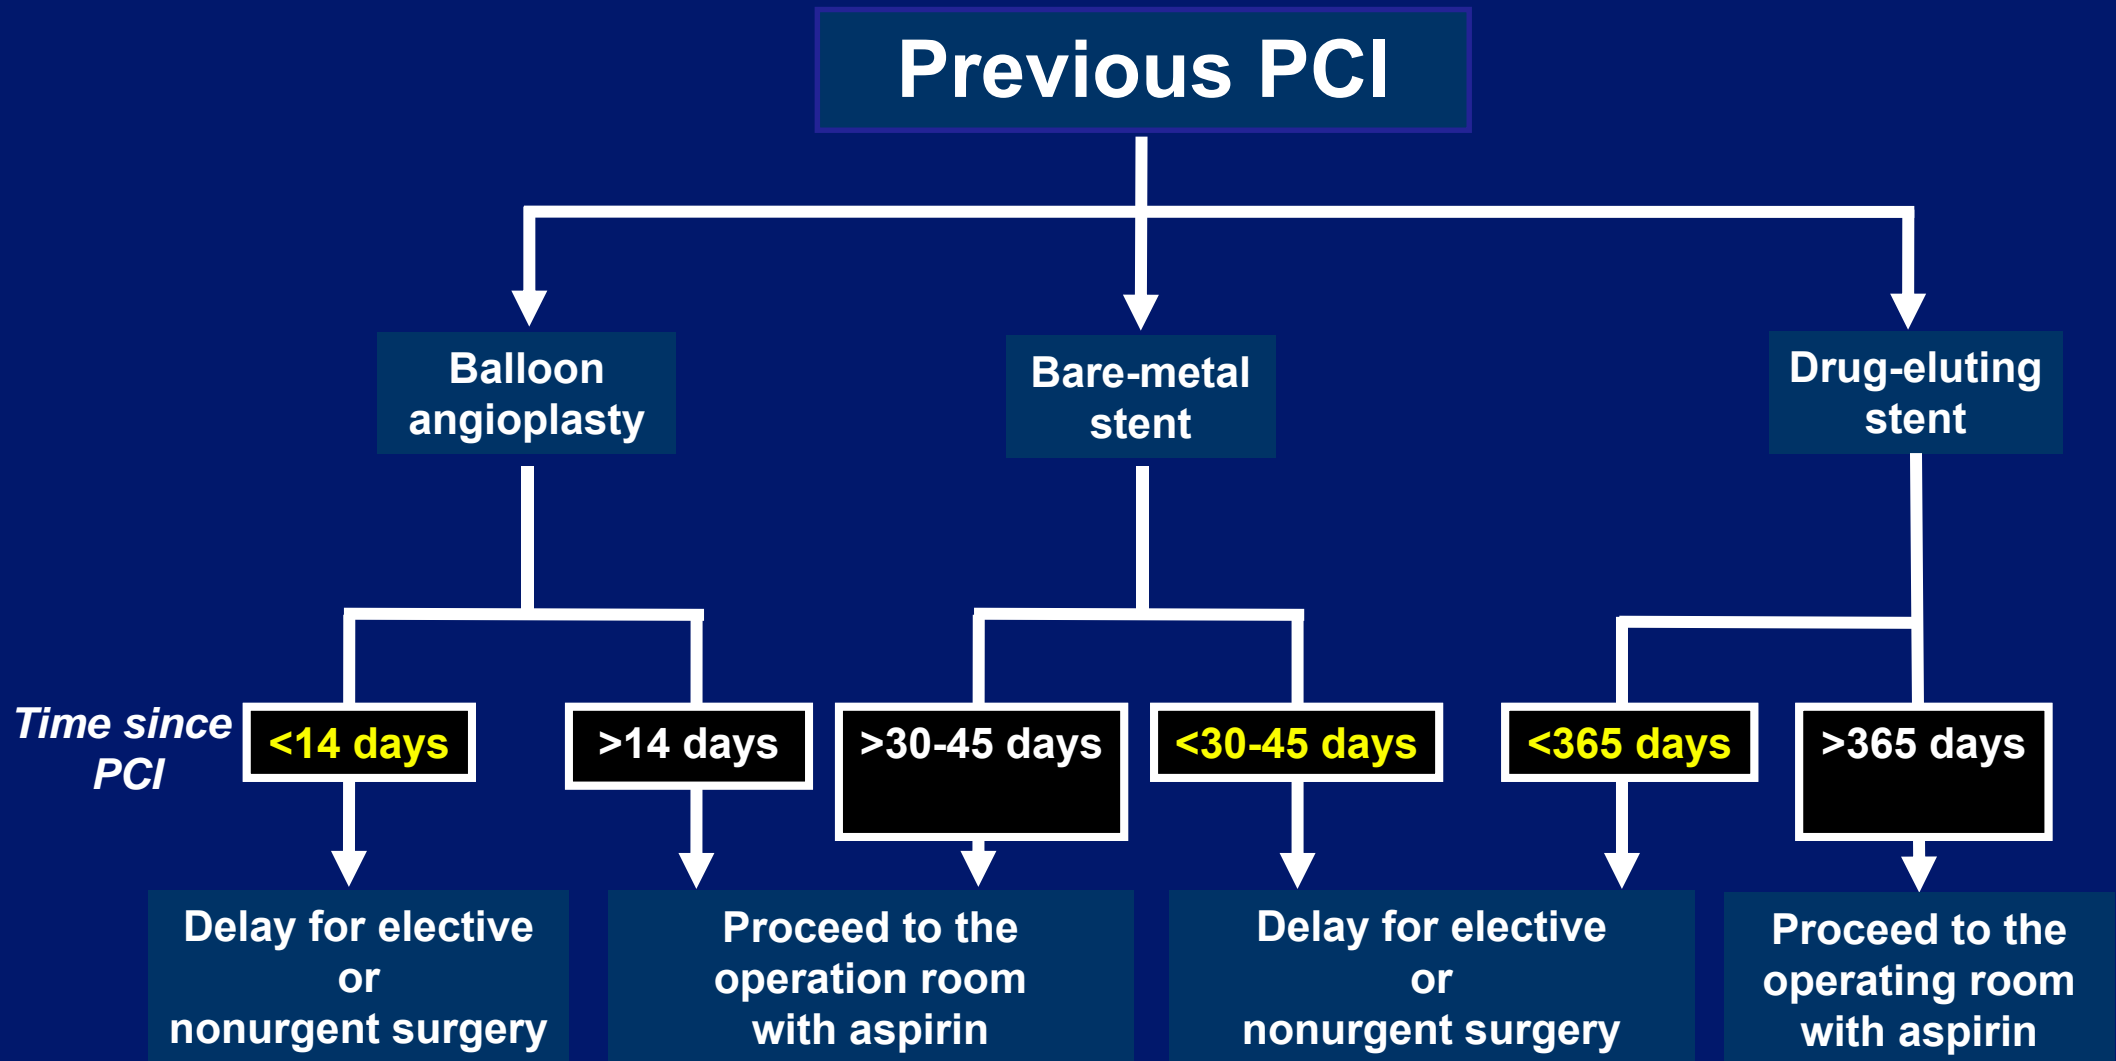 Previous PCI
Balloon
angioplasty
Bare-metal
stent
Drug-eluting
stent
Time since
PCI
<14 days
>14 days
>30-45 days
<30-45 days
<365 days
>365 days
Delay for elective
or
nonurgent surgery
Proceed to the
operation room
with aspirin
Delay for elective
or
nonurgent surgery
Proceed to the
operating room
with aspirin